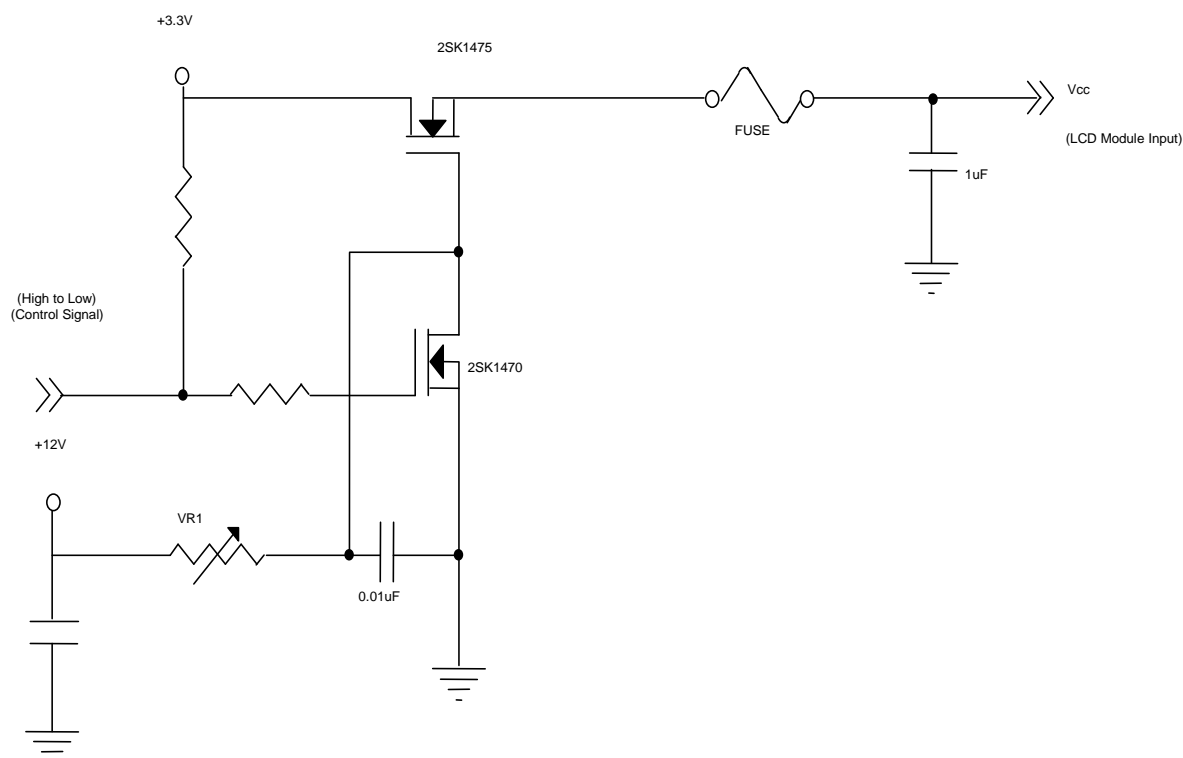 +3.3V
2SK1475
Vcc
FUSE
(LCD Module Input)
1uF
(High to Low)
(Control Signal)
2SK1470
+12V
VR1
0.01uF